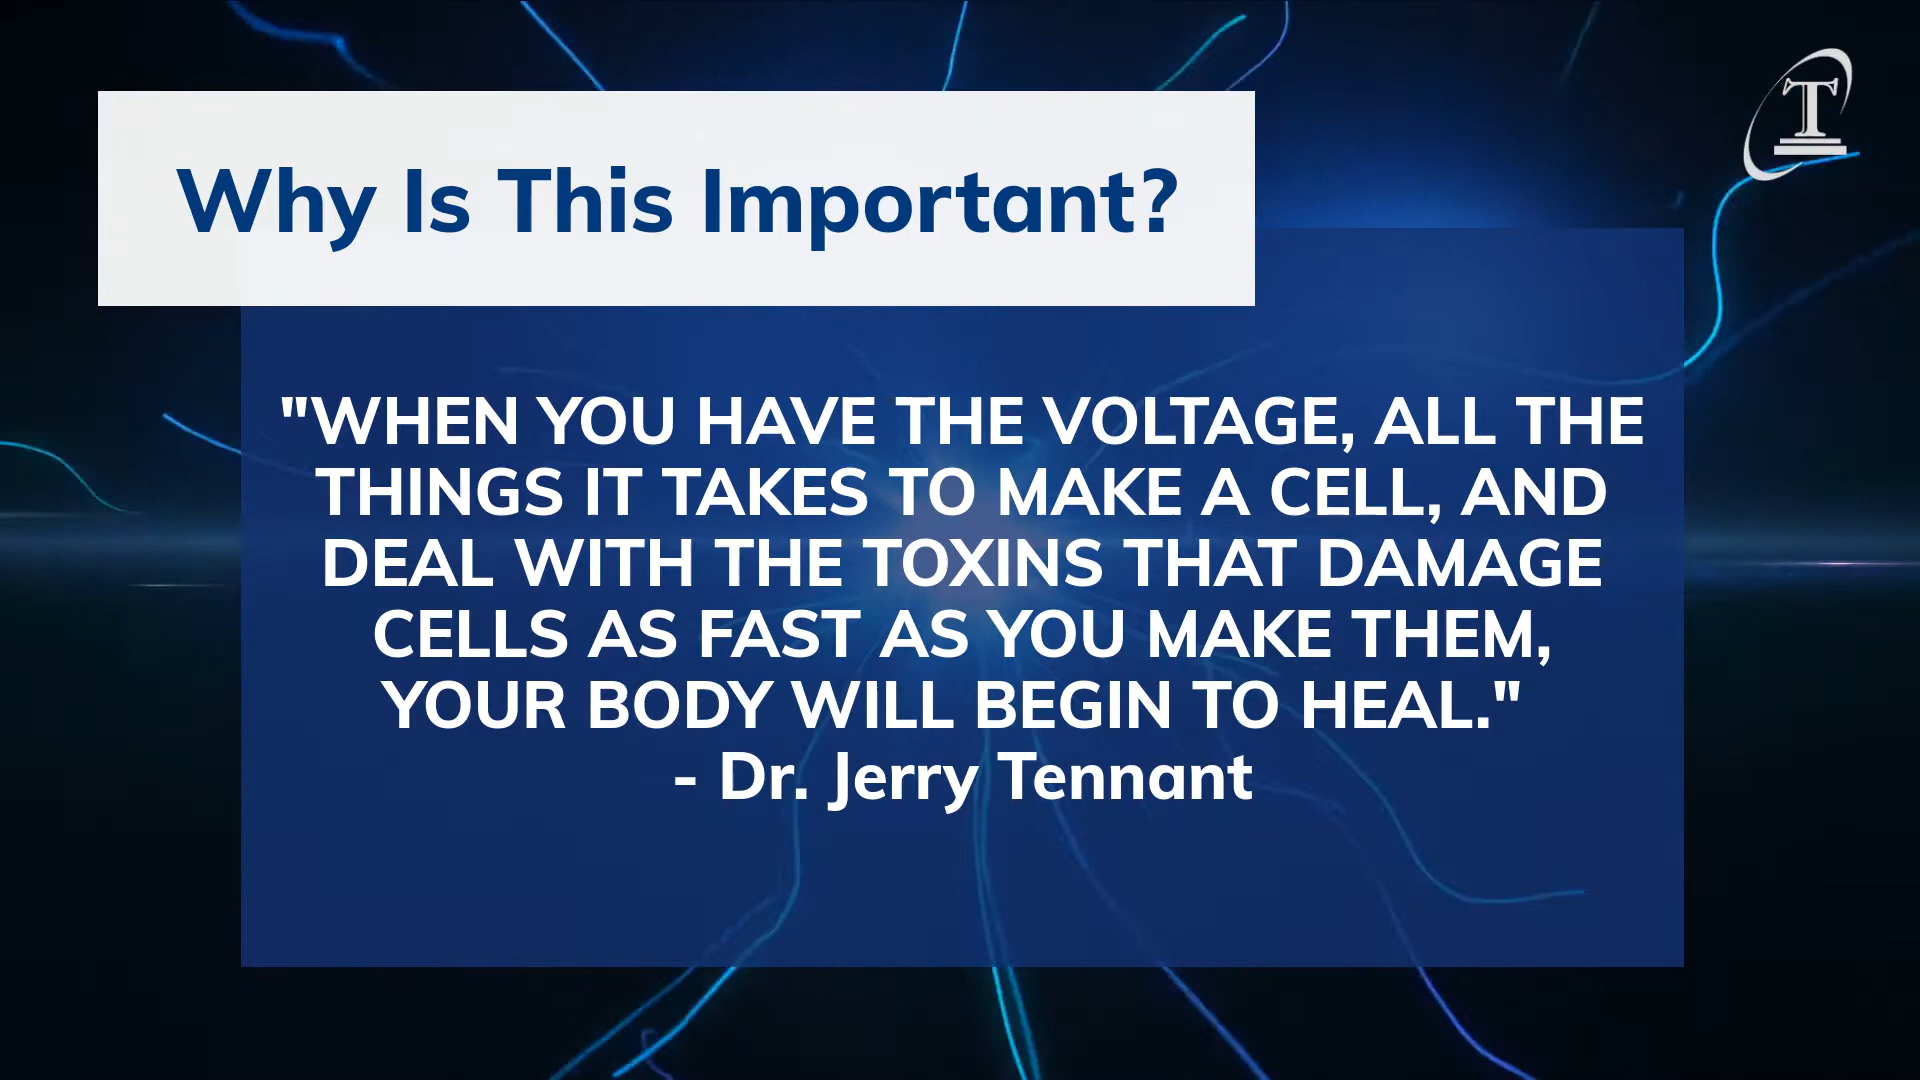 Why Is This Important?
T
"WHEN YOU HAVE THE VOLTAGE, ALL THE
THINGS IT TAKES TO MAKE A CELL, AND
DEAL WITH THE TOXINS THAT DAMAGE
CELLS AS FAST AS YOU MAKE THEM,
YOUR BODY WILL BEGIN TO HEAL."
- Dr. Jerry Tennant